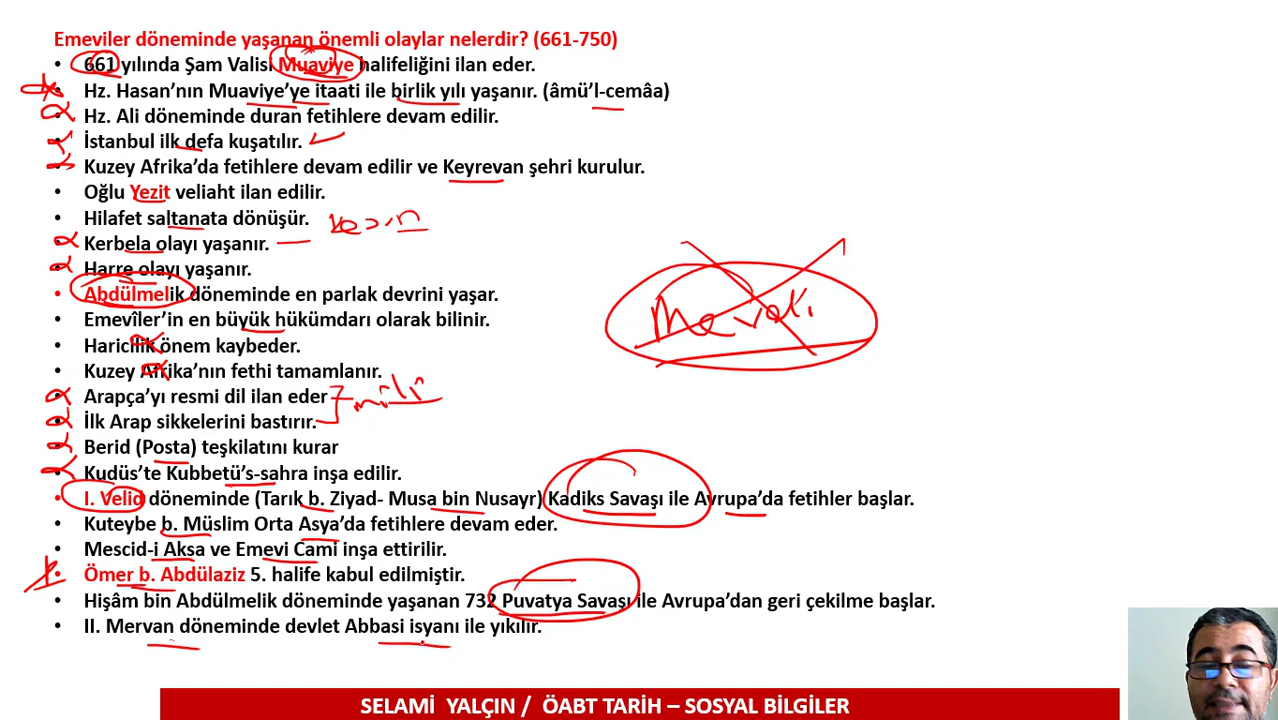 Emeviler döneminde yaşanan önemli olaylar nelerdir? (661-750)
• 661 yılında Şam Valisi Muaviye halifeliğini ilan eder.
• Hz. Hasan’nın Muaviye’ye itaati ile birlik yılı yaşanır. (âmü’l-cemâa)
• Hz. Ali döneminde duran fetihlere devam edilir.
• İstanbul ilk defa kuşatılır.
• Kuzey Afrika’da fetihlere devam edilir ve Keyrevan şehri kurulur.
• Oğlu Yezit veliaht ilan edilir.
• Hilafet saltanata dönüşür.
• Kerbela olayı yaşanır.
• Harre olayı yaşanır.
• Abdülmelik döneminde en parlak devrini yaşar.
• Emevîler’in en büyük hükümdarı olarak bilinir.
• Haricilik önem kaybeder.
• Kuzey Afrika’nın fethi tamamlanır.
• Arapça’yı resmi dil ilan eder
• İlk Arap sikkelerini bastırır.
• Berid (Posta) teşkilatını kurar
• Kudüs’te Kubbetü’s-sahra inşa edilir.
• I. Velid döneminde (Tarık b. Ziyad- Musa bin Nusayr) Kadiks Savaşı ile Avrupa’da fetihler başlar.
• Kuteybe b. Müslim Orta Asya’da fetihlere devam eder.
• Mescid-i Aksa ve Emevi Cami inşa ettirilir.
• Ömer b. Abdülaziz 5. halife kabul edilmiştir.
• Hişâm bin Abdülmelik döneminde yaşanan 732 Puvatya Savaşı ile Avrupa’dan geri çekilme başlar.
• II. Mervan döneminde devlet Abbasi isyanı ile yıkılır.
Mevali
SELAMİ YALÇIN / ÖABT TARİH – SOSYAL BİLGİLER